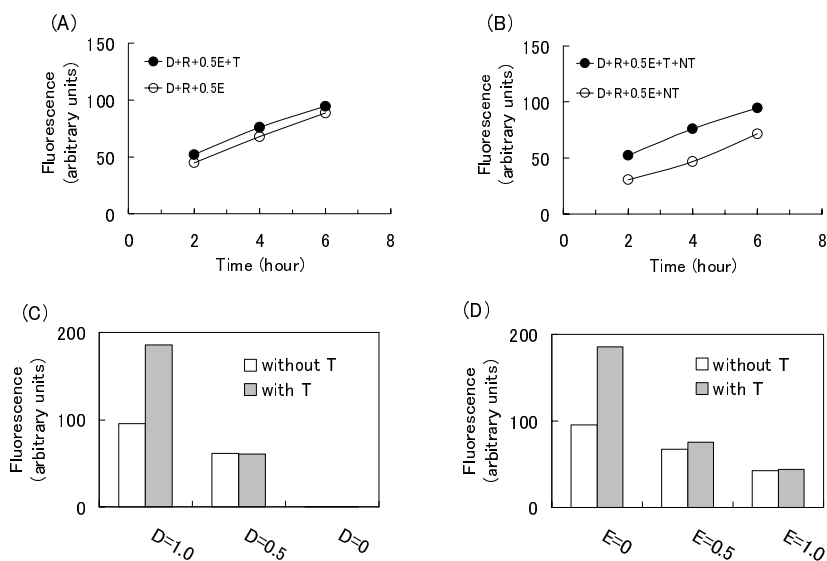 (A)
Fluorescence
(arbitrary units)
150
100
50
0
D+R+0.5E+T
D+R+0.5E
0 2 4 6 8
Time (hour)
(B)
Fluorescence
(arbitrary units)
150
100
50
0
D+R+0.5E+T+NT
D+R+0.5E+NT
0 2 4 6 8
Time (hour)
(C)
Fluorescence
(arbitrary units)
200
100
0
without T
with T
D=1.0 D=0.5 D=0
(D)
Fluorescence
(arbitrary units)
200
100
0
without T
with T
E=0 E=0.5 E=1.0